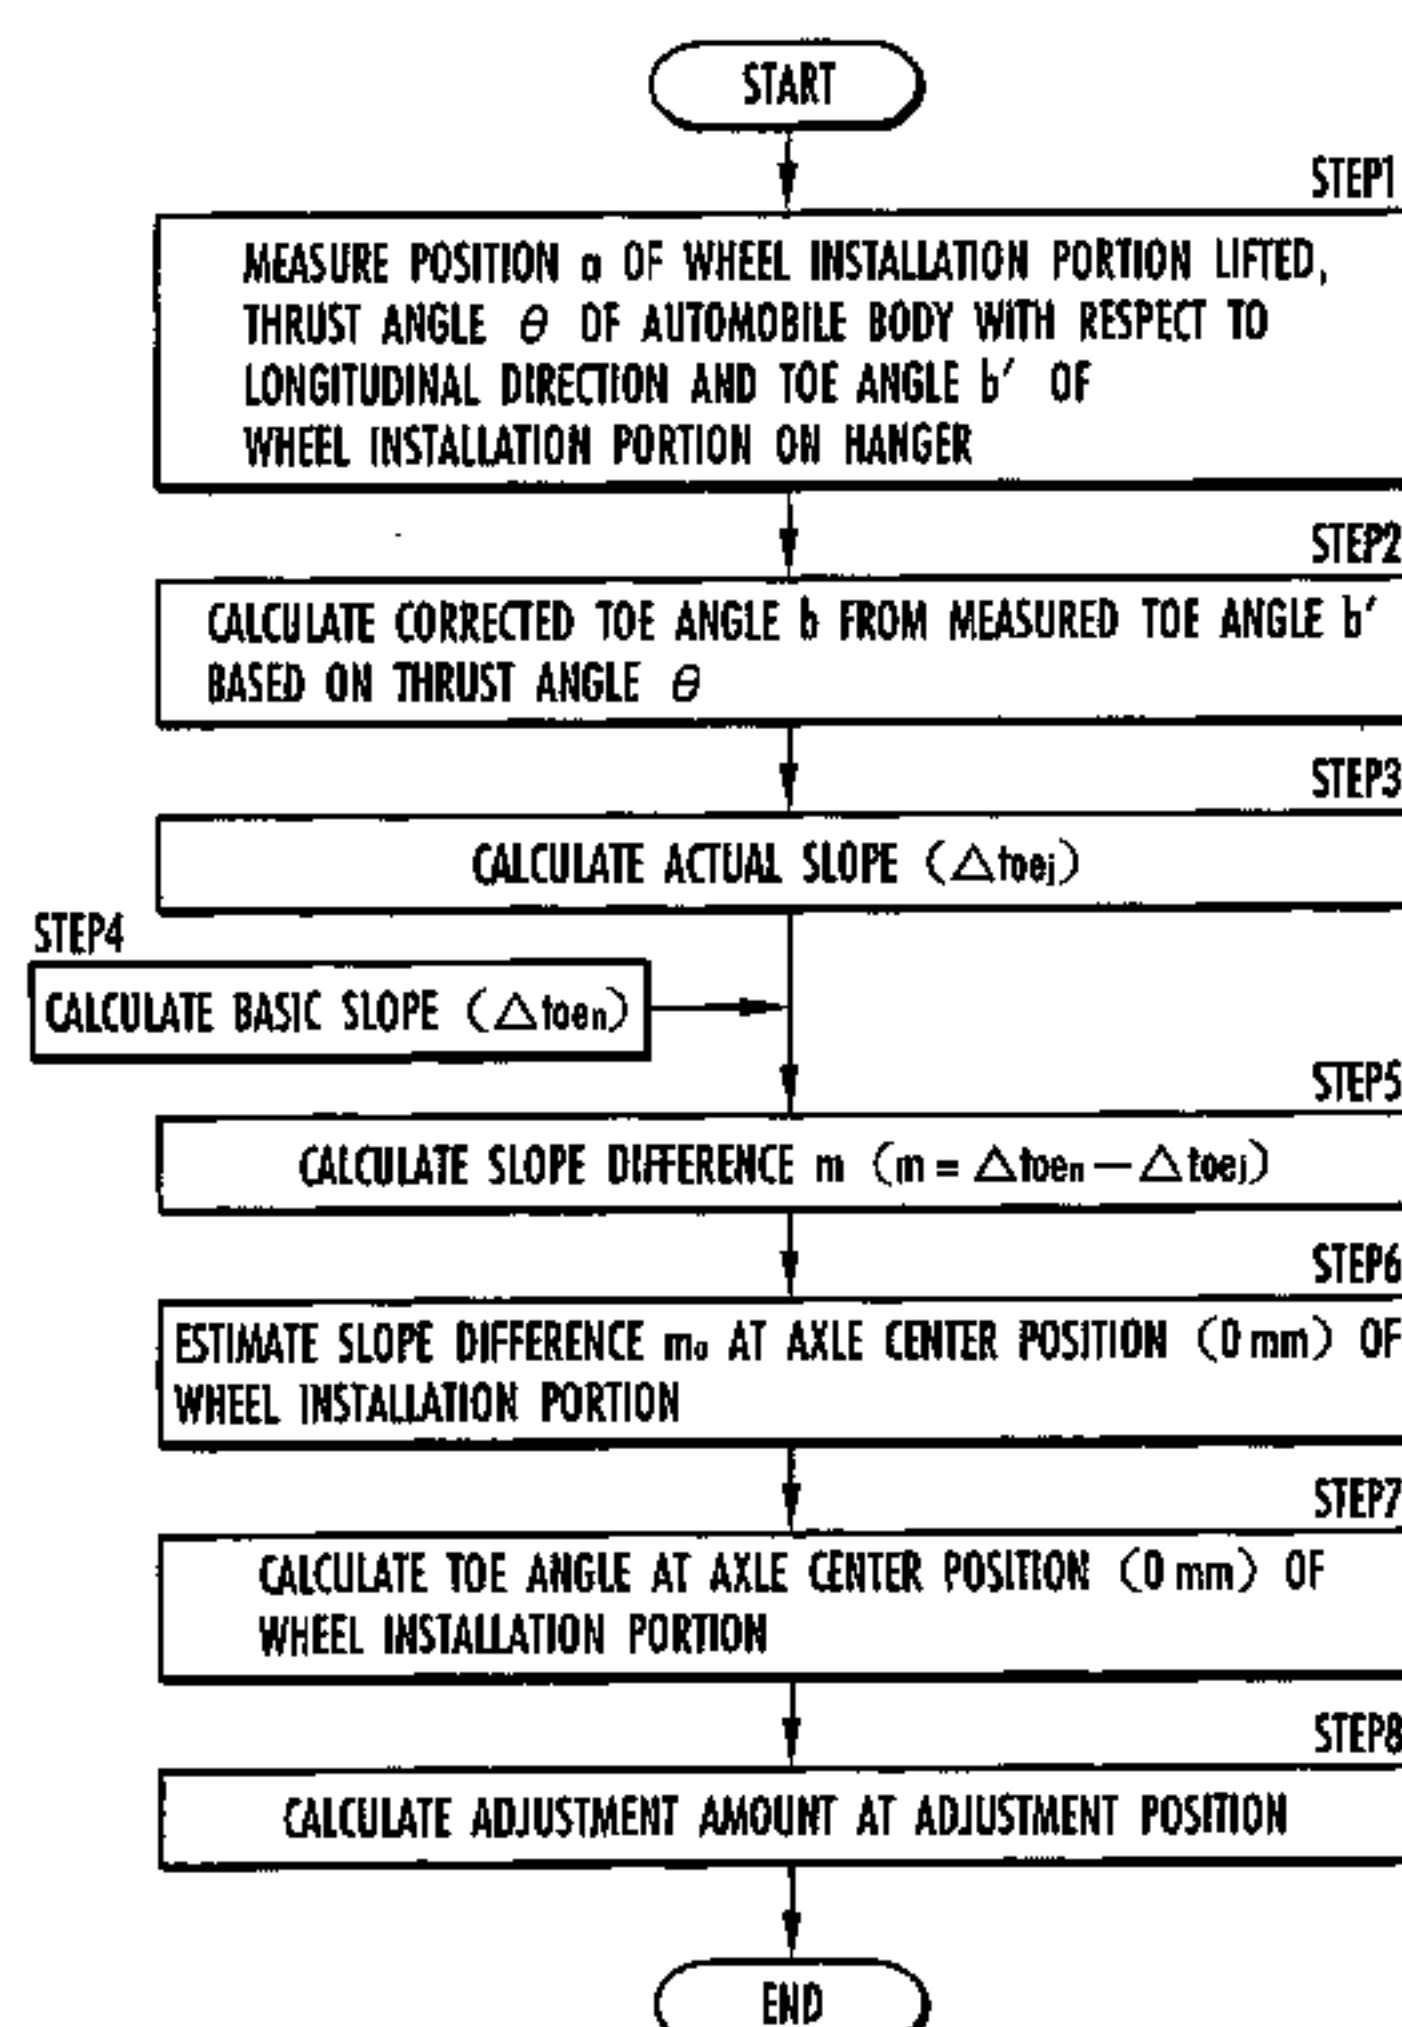 START
STEP1
MEASURE POSITION a OF WHEEL INSTALLATION PORTION LIFTED,
THRUST ANGLE θ OF AUTOMOBILE BODY WITH RESPECT TO
LONGITUDINAL DIRECTION AND TOE ANGLE b′ OF
WHEEL INSTALLATION PORTION ON HANGER
STEP2
CALCULATE CORRECTED TOE ANGLE b FROM MEASURED TOE ANGLE b′
BASED ON THRUST ANGLE θ
STEP3
CALCULATE ACTUAL SLOPE (△toej)
STEP4
CALCULATE BASIC SLOPE (△toen)
STEP5
CALCULATE SLOPE DIFFERENCE m (m = △toen − △toej)
STEP6
ESTIMATE SLOPE DIFFERENCE mo AT AXLE CENTER POSITION (0 mm) OF
WHEEL INSTALLATION PORTION
STEP7
CALCULATE TOE ANGLE AT AXLE CENTER POSITION (0 mm) OF
WHEEL INSTALLATION PORTION
STEP8
CALCULATE ADJUSTMENT AMOUNT AT ADJUSTMENT POSITION
END